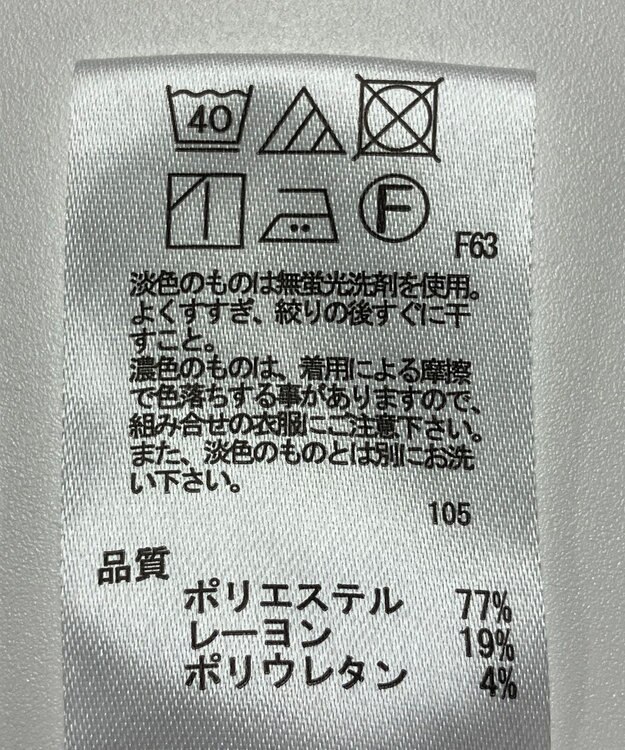 40
F
F63
淡色のものは無蛍光洗剤を使用。
よくすすぎ、絞りの後すぐに干
すこと。
濃色のものは、着用による摩擦
で色落ちする事がありますので、
組み合せの衣服にご注意下さい。
また、淡色のものとは別にお洗
い下さい。
105
品質
ポリエステル 77%
レーヨン 19%
ポリウレタン 4%